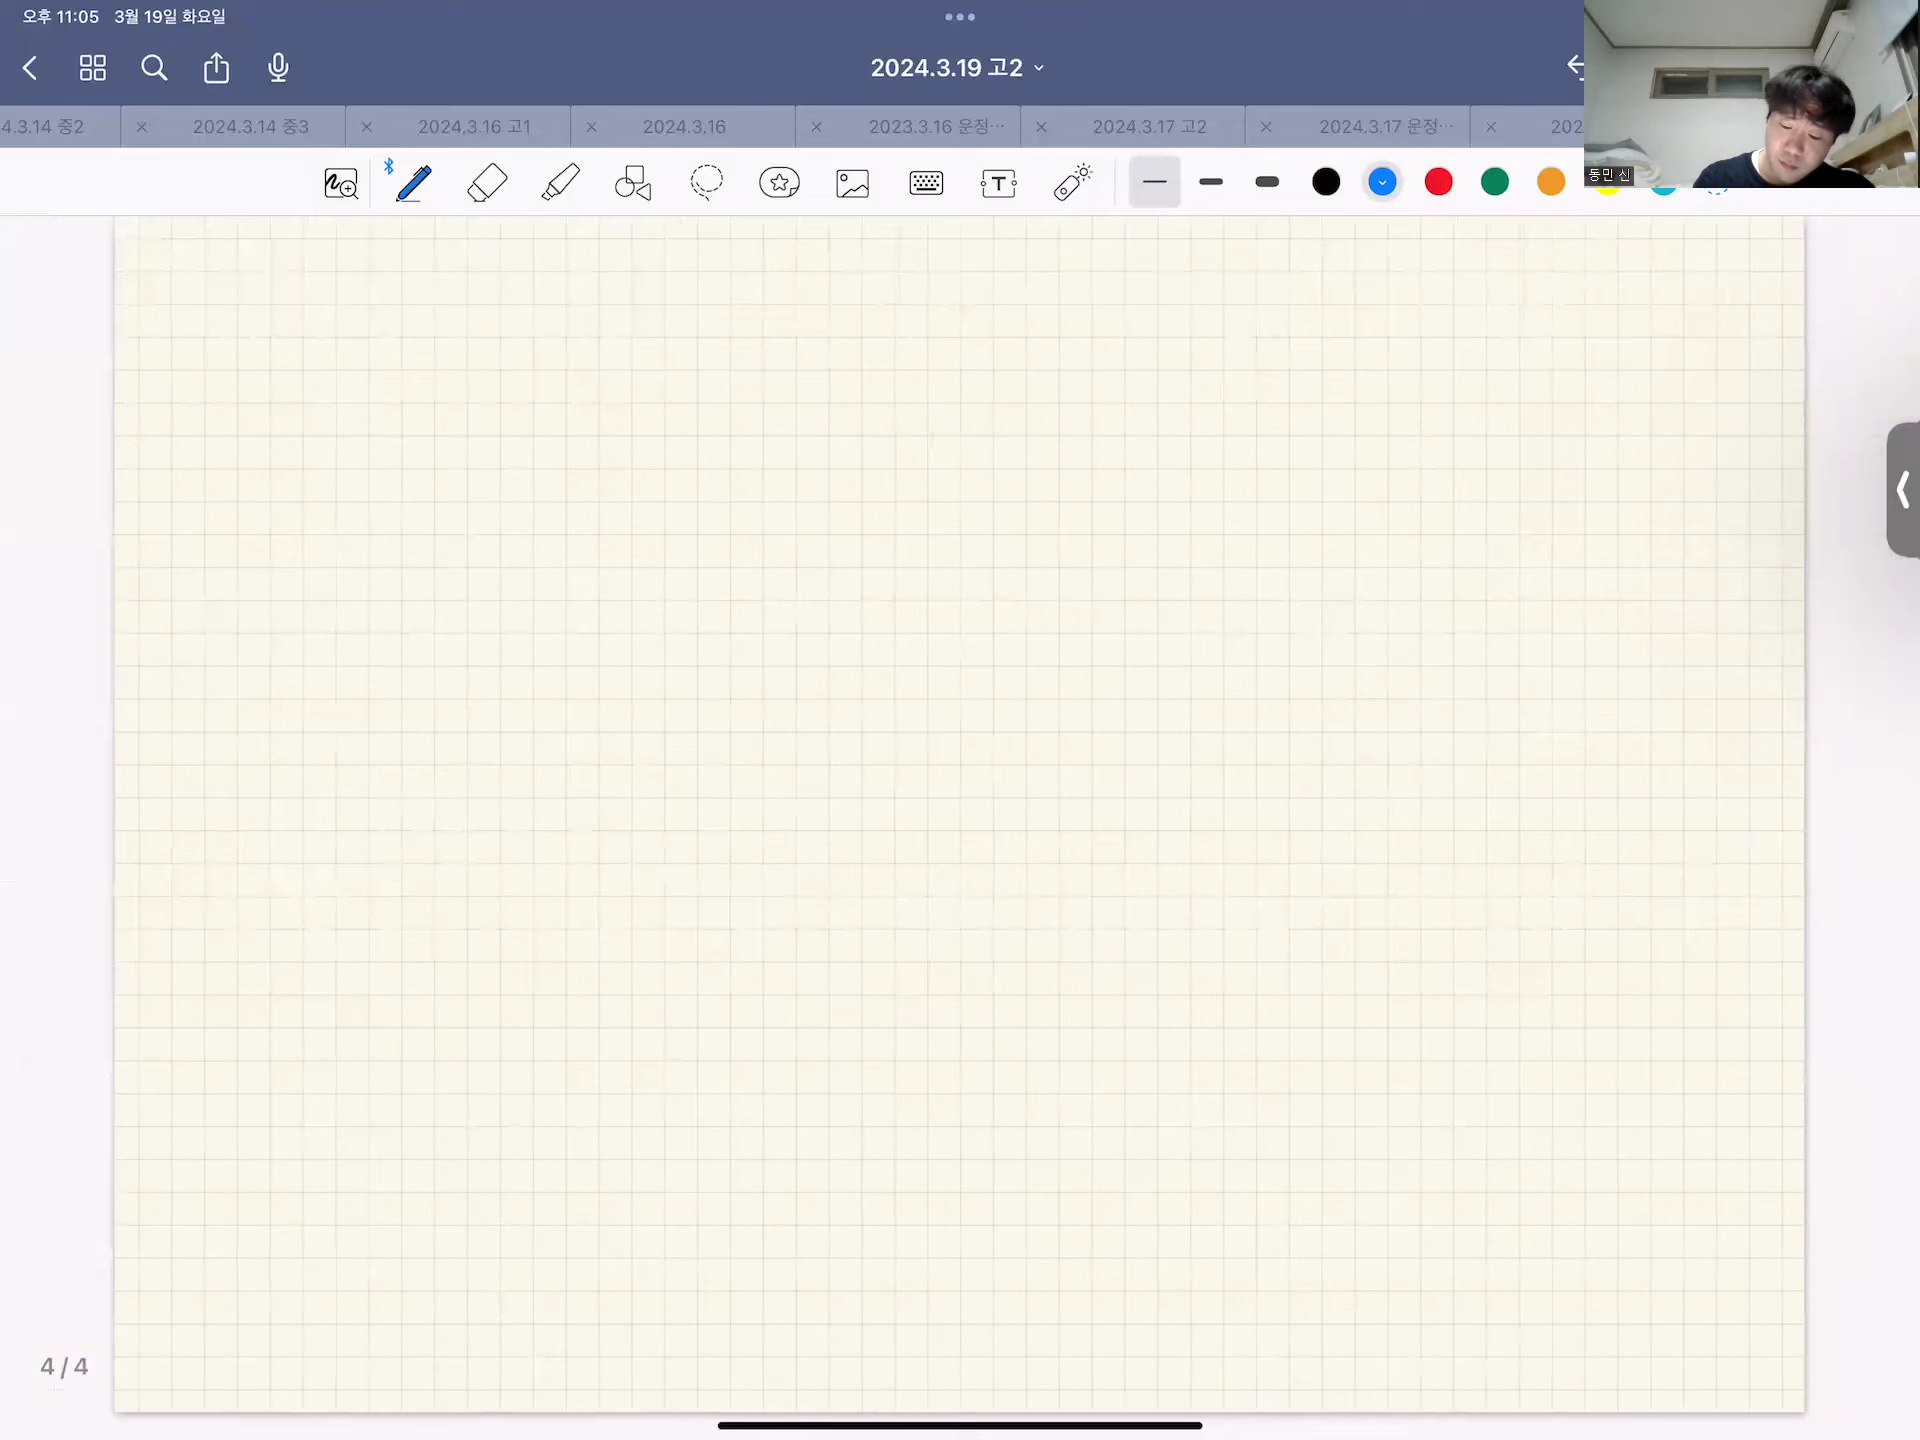 오후 11:05 3월 19일 화요일
2024.3.19 고2
4.3.14 중2
2024.3.14 중3
2024.3.16 고1
2024.3.16
2023.3.16 운정…
2024.3.17 고2
2024.3.17 운정…
202
T
동민 신
4 / 4